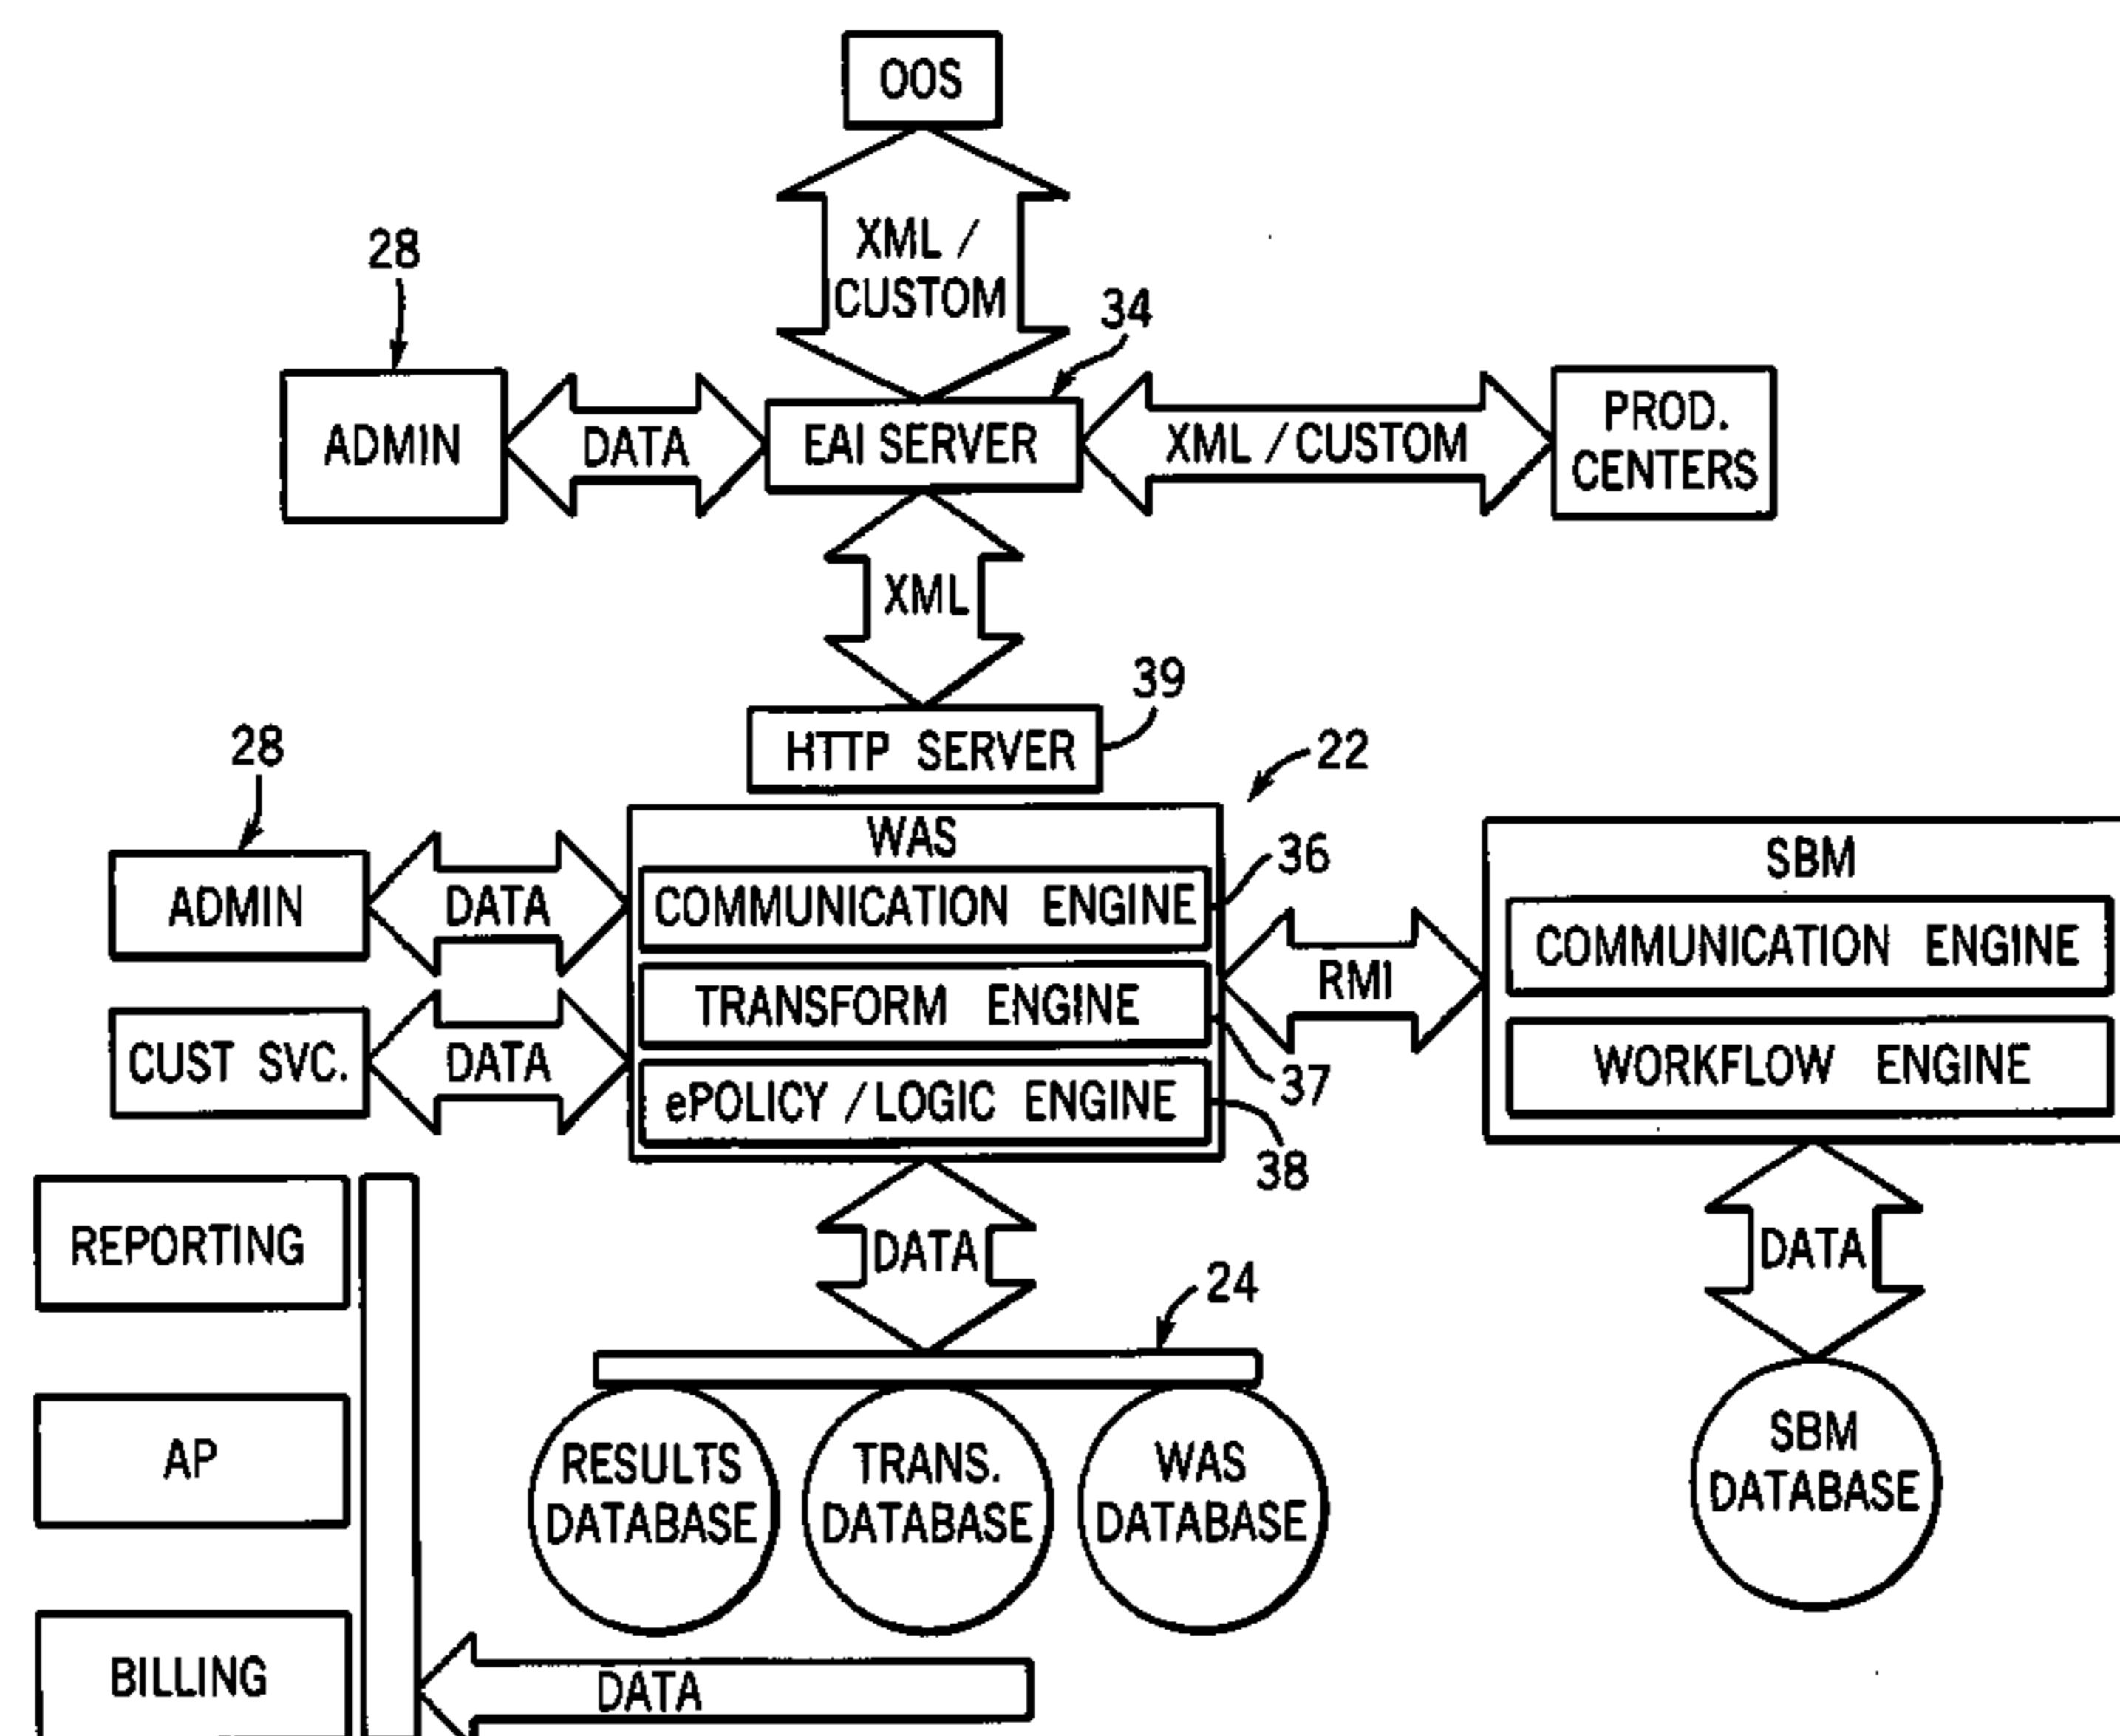 OOS
XML /
CUSTOM
28
34
ADMIN
DATA
EAI SERVER
XML / CUSTOM
PROD.
CENTERS
XML
39
HTTP SERVER
28
22
WAS
36
SBM
ADMIN
DATA
COMMUNICATION ENGINE
COMMUNICATION ENGINE
TRANSFORM ENGINE
RMI
CUST SVC.
DATA
37
WORKFLOW ENGINE
ePOLICY / LOGIC ENGINE
38
REPORTING
DATA
DATA
24
AP
RESULTS
DATABASE
TRANS.
DATABASE
WAS
DATABASE
SBM
DATABASE
BILLING
DATA